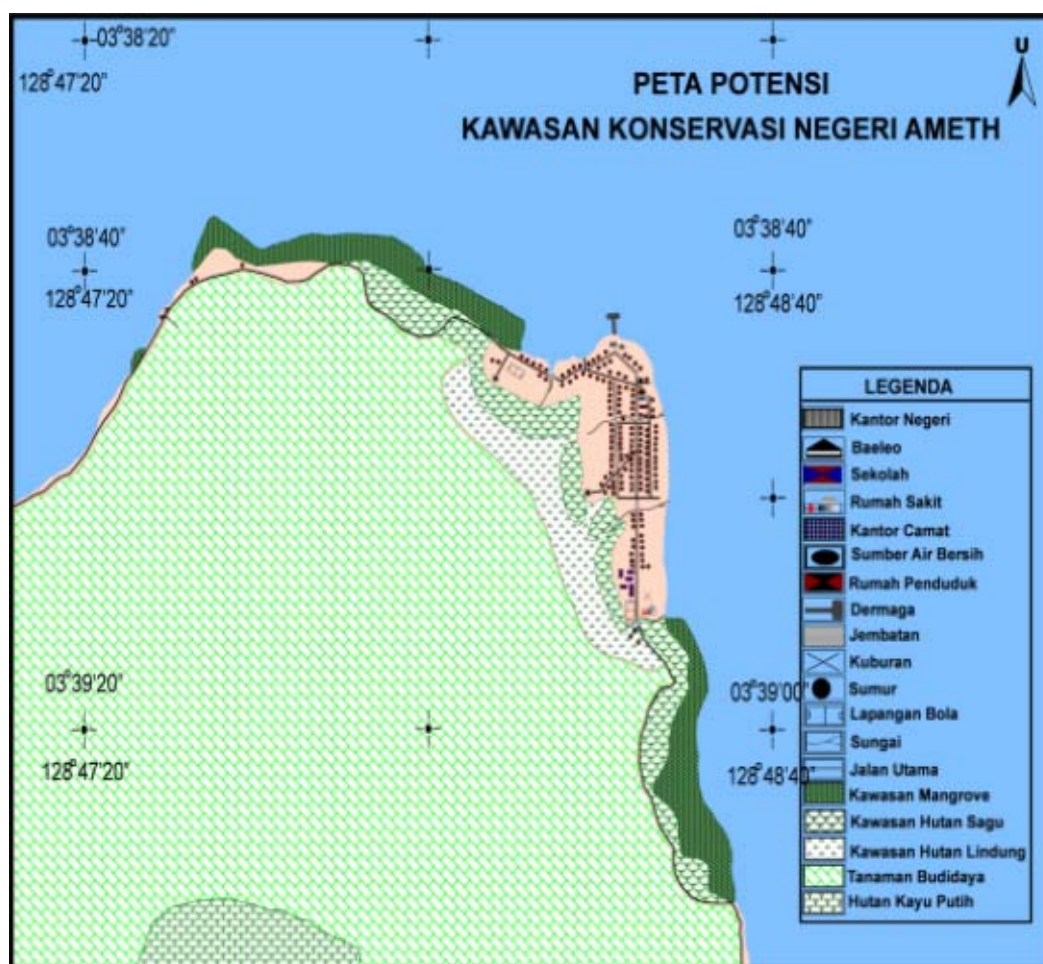 03°38'20"
128°47'20"
U
PETA POTENSI
KAWASAN KONSERVASI NEGERI AMETH
03°38'40"
128°47'20"
03°38'40"
128°48'40"
LEGENDA
Kantor Negeri
Baeleo
Sekolah
Rumah Sakit
Kantor Camat
Sumber Air Bersih
Rumah Penduduk
Dermaga
Jembatan
Kuburan
Sumur
Lapangan Bola
Sungai
Jalan Utama
Kawasan Mangrove
Kawasan Hutan Sagu
Kawasan Hutan Lindung
Tanaman Budidaya
Hutan Kayu Putih
03°39'20"
128°47'20"
03°39'00"
128°48'40"